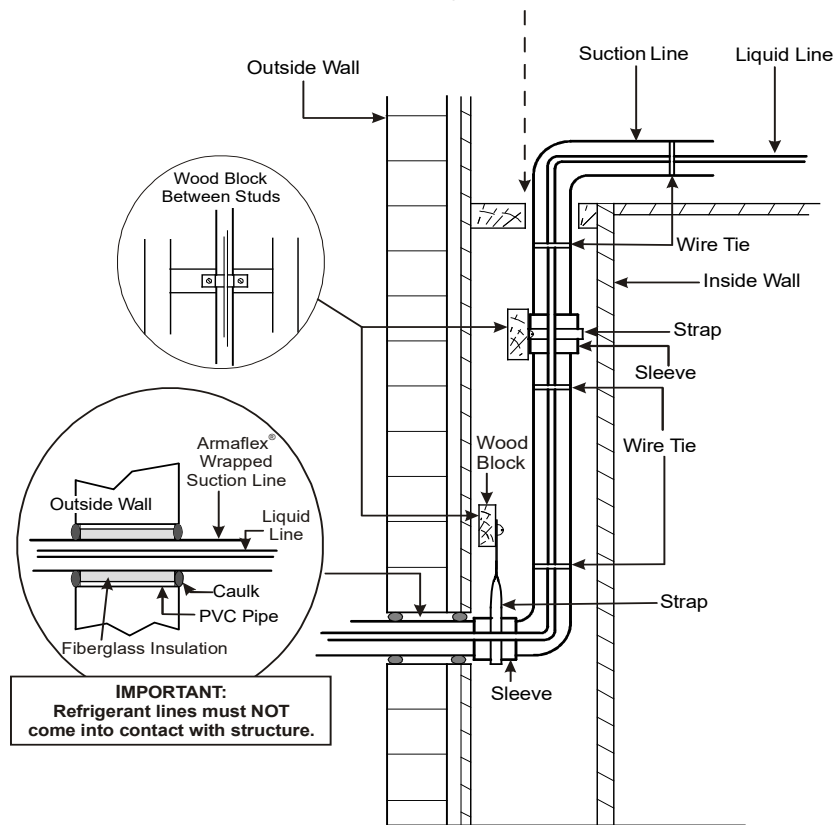 Outside Wall
Suction Line
Liquid Line
Wood Block
Between Studs
Wire Tie
Inside Wall
Strap
Sleeve
Wire Tie
Wood
Block
Strap
Sleeve
Armaflex®
Wrapped
Suction Line
Outside Wall
Liquid
Line
Caulk
PVC Pipe
Fiberglass Insulation
IMPORTANT:
Refrigerant lines must NOT
come into contact with structure.